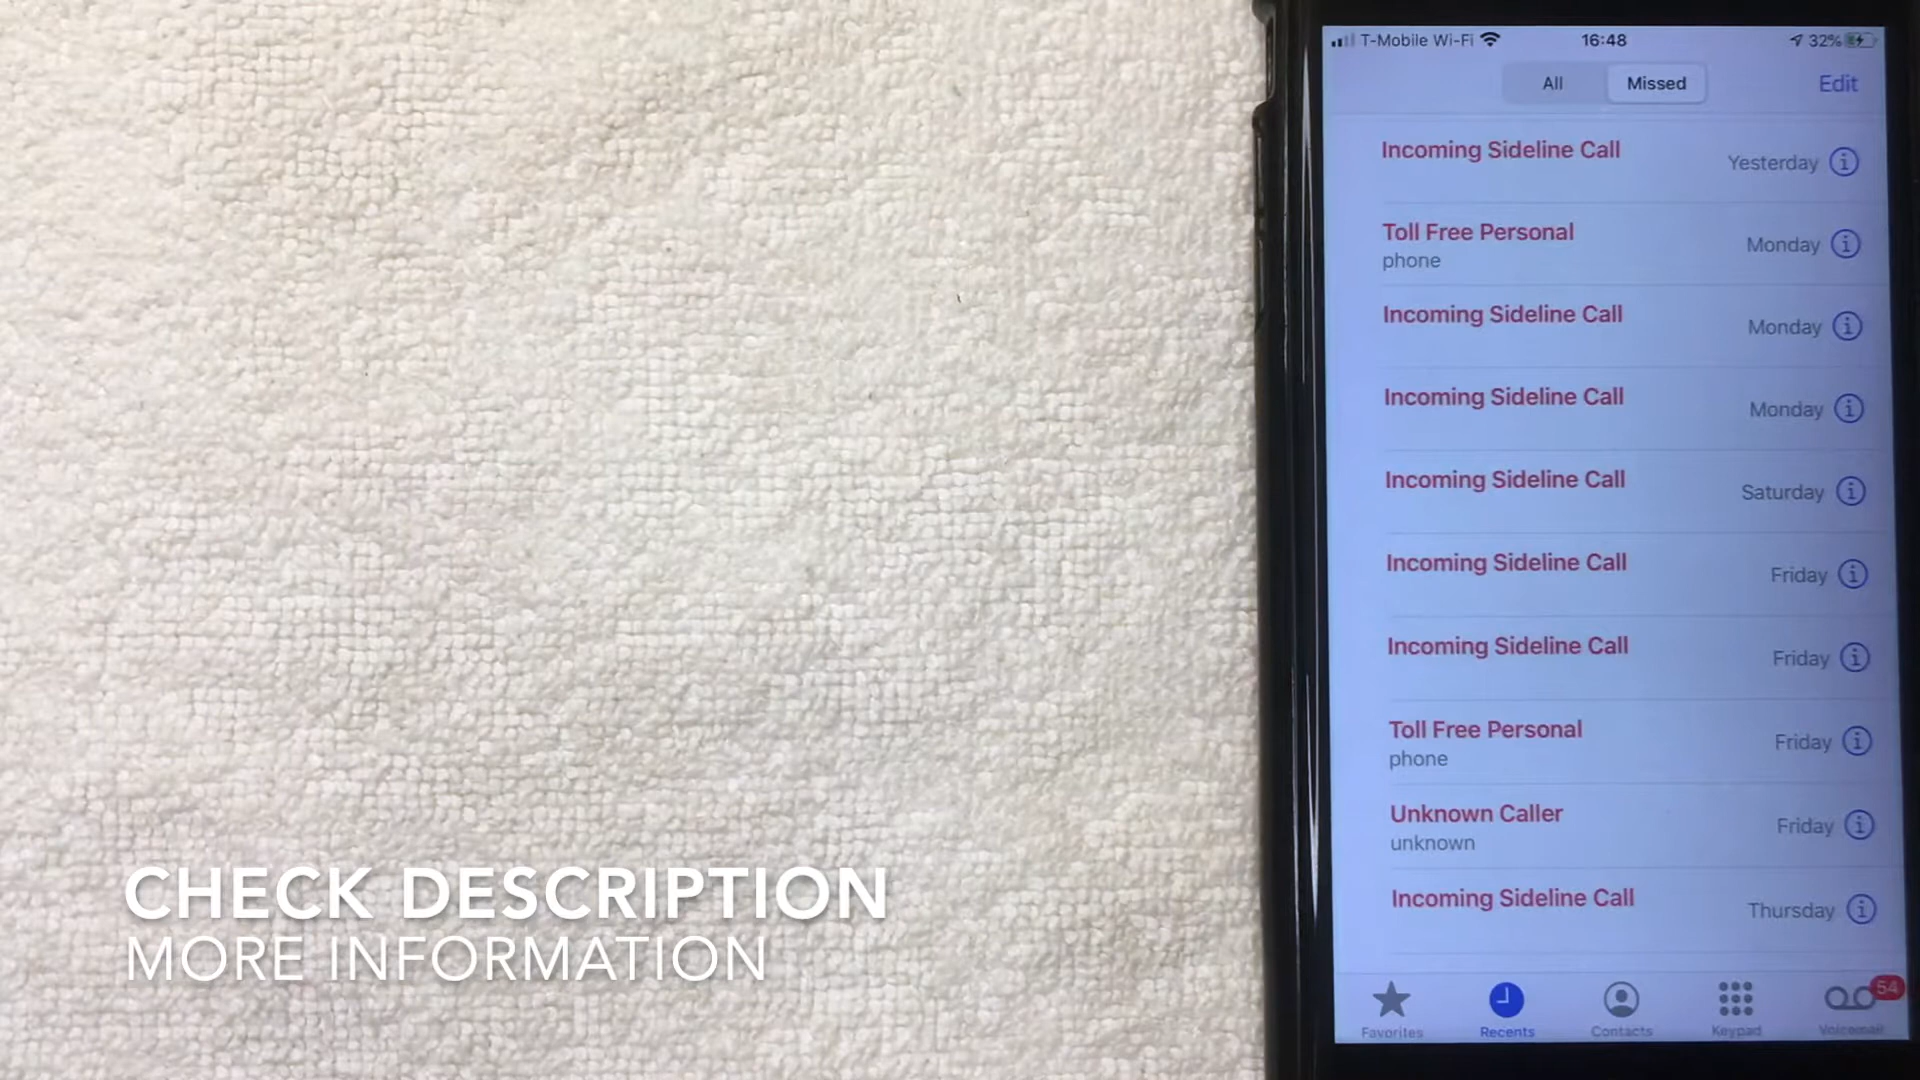 T-Mobile Wi-Fi 16:48 32%
All Missed Edit
Incoming Sideline Call Yesterday
Toll Free Personal Monday
phone
Incoming Sideline Call Monday
Incoming Sideline Call Monday
Incoming Sideline Call Saturday
Incoming Sideline Call Friday
Incoming Sideline Call Friday
Toll Free Personal Friday
phone
Unknown Caller Friday
unknown
Incoming Sideline Call Thursday
54
Favorites Recents Contacts Keypad Voicemail
CHECK DESCRIPTION
MORE INFORMATION